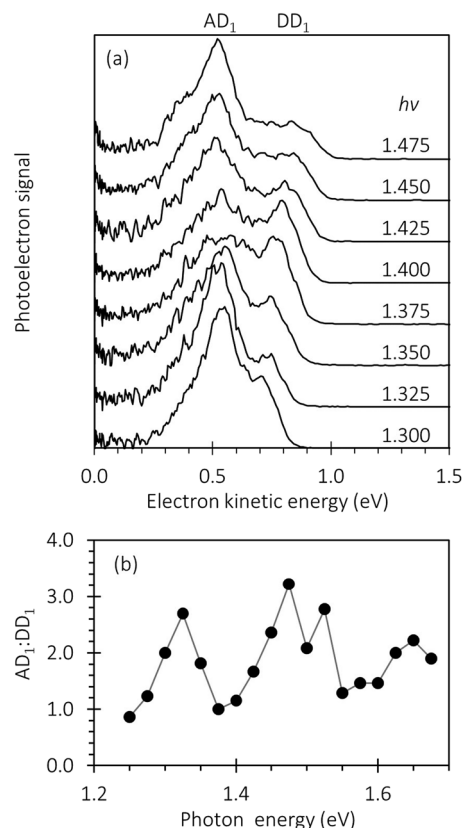 AD₁ DD₁
(a)
hν
1.475
1.450
1.425
1.400
1.375
1.350
1.325
1.300
Photoelectron signal
0.0 0.5 1.0 1.5
Electron kinetic energy (eV)
4.0
(b)
3.0
2.0
1.0
0.0
AD₁:DD₁
1.2 1.4 1.6
Photon energy (eV)